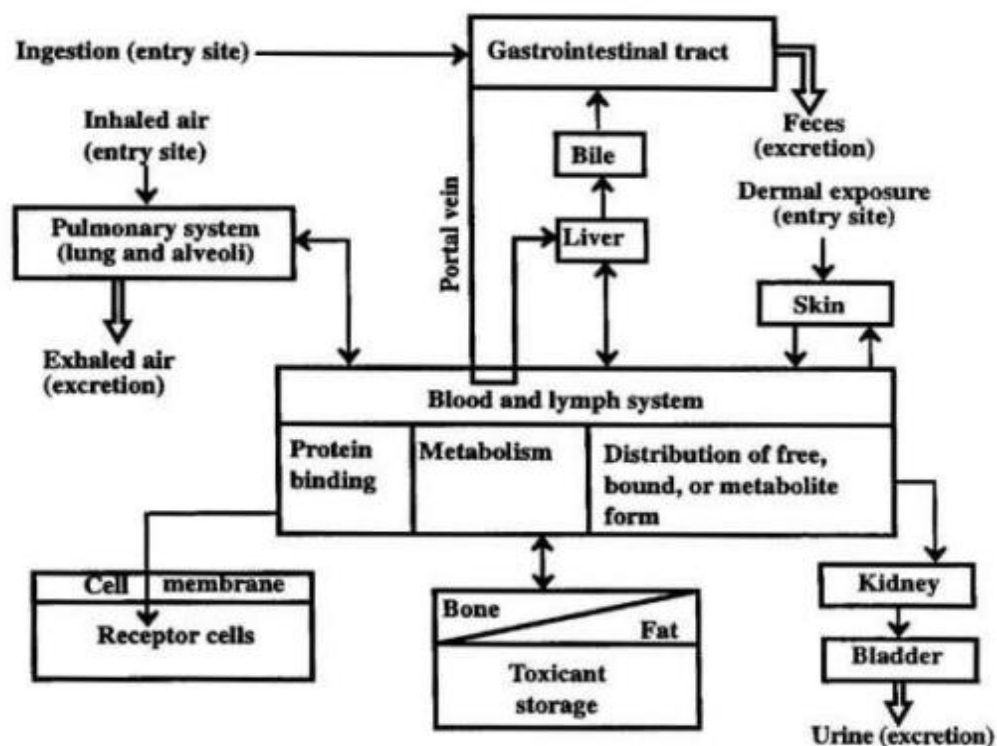 Ingestion (entry site)
Gastrointestinal tract
Feces
(excretion)
Inhaled air
(entry site)
Bile
Portal vein
Dermal exposure
(entry site)
Pulmonary system
(lung and alveoli)
Liver
Skin
Exhaled air
(excretion)
Blood and lymph system
Protein
binding
Metabolism
Distribution of free,
bound, or metabolite
form
Cell membrane
Receptor cells
Bone
Fat
Toxicant
storage
Kidney
Bladder
Urine (excretion)